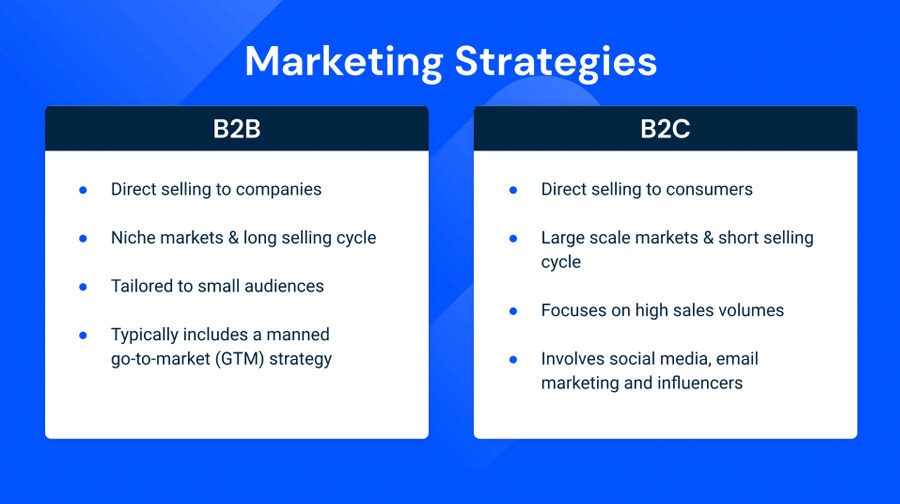 Marketing Strategies
B2B
• Direct selling to companies
• Niche markets & long selling cycle
• Tailored to small audiences
• Typically includes a manned
go-to-market (GTM) strategy
B2C
• Direct selling to consumers
• Large scale markets & short selling
cycle
• Focuses on high sales volumes
• Involves social media, email
marketing and influencers